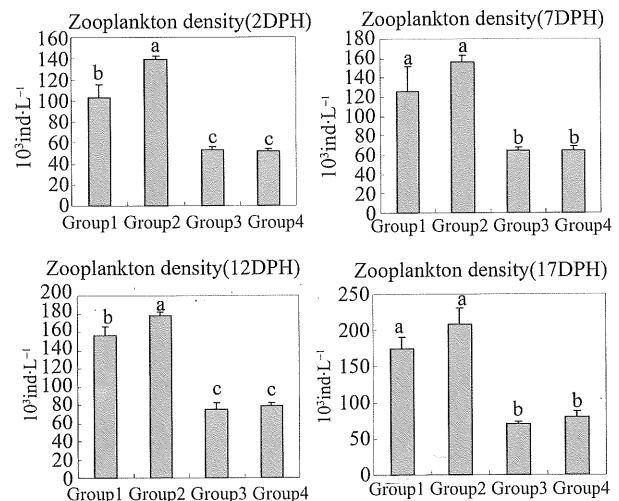 Zooplankton density(2DPH)
160
140
120
100
80
60
40
20
0
10³ind·L⁻¹
b
a
c
c
Group1 Group2 Group3 Group4
Zooplankton density(7DPH)
180
160
140
120
100
80
60
40
20
0
10³ind·L⁻¹
a
a
b
b
Group1 Group2 Group3 Group4
Zooplankton density(12DPH)
200
180
160
140
120
100
80
60
40
20
0
10³ind·L⁻¹
b
a
c
c
Group1 Group2 Group3 Group4
Zooplankton density(17DPH)
250
200
150
100
50
0
10³ind·L⁻¹
a
a
b
b
Group1 Group2 Group3 Group4